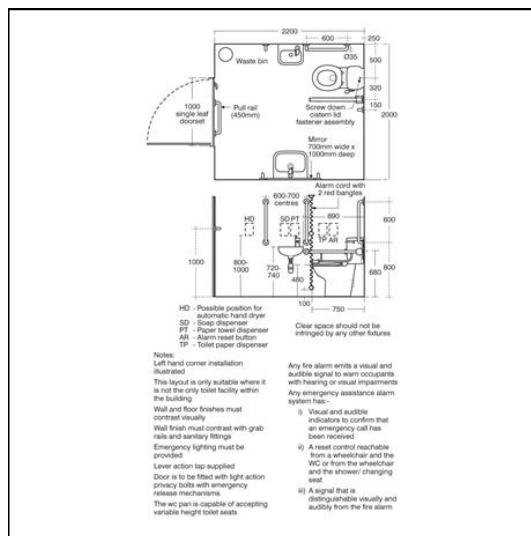 2200
600
250
Ø35
500
320
150
2000
Waste bin
1000
single leaf
doorset
Pull rail
(450mm)
Screw down
cistern lid
fastener assembly
Mirror
700mm wide x
1000mm deep
Alarm cord with
2 red bangles
600-700
centres
890
HD
SD PT
TP AR
600
1000
800-
1000
720-
740
480
680
800
100
750
HD - Possible position for
automatic hand dryer
SD - Soap dispenser
PT - Paper towel dispenser
AR - Alarm reset button
TP - Toilet paper dispenser
Clear space should not be
infringed by any other fixtures
Notes:
Left hand corner installation
illustrated
This layout is only suitable where it
is not the only toilet facility within
the building
Wall and floor finishes must
contrast visually
Wall finish must contrast with grab
rails and sanitary fittings
Emergency lighting must be
provided
Lever action tap supplied
Door is to be fitted with light action
privacy bolts with emergency
release mechanisms
The wc pan is capable of accepting
variable height toilet seats
Any fire alarm emits a visual and
audible signal to warn occupants
with hearing or visual impairments
Any emergency assistance alarm
system has:-
i) Visual and audible
indicators to confirm that
an emergency call has
been received
ii) A reset control reachable
from a wheelchair and the
WC or from the wheelchair
and the shower/ changing
seat
iii) A signal that is
distinguishable visually and
audibly from the fire alarm